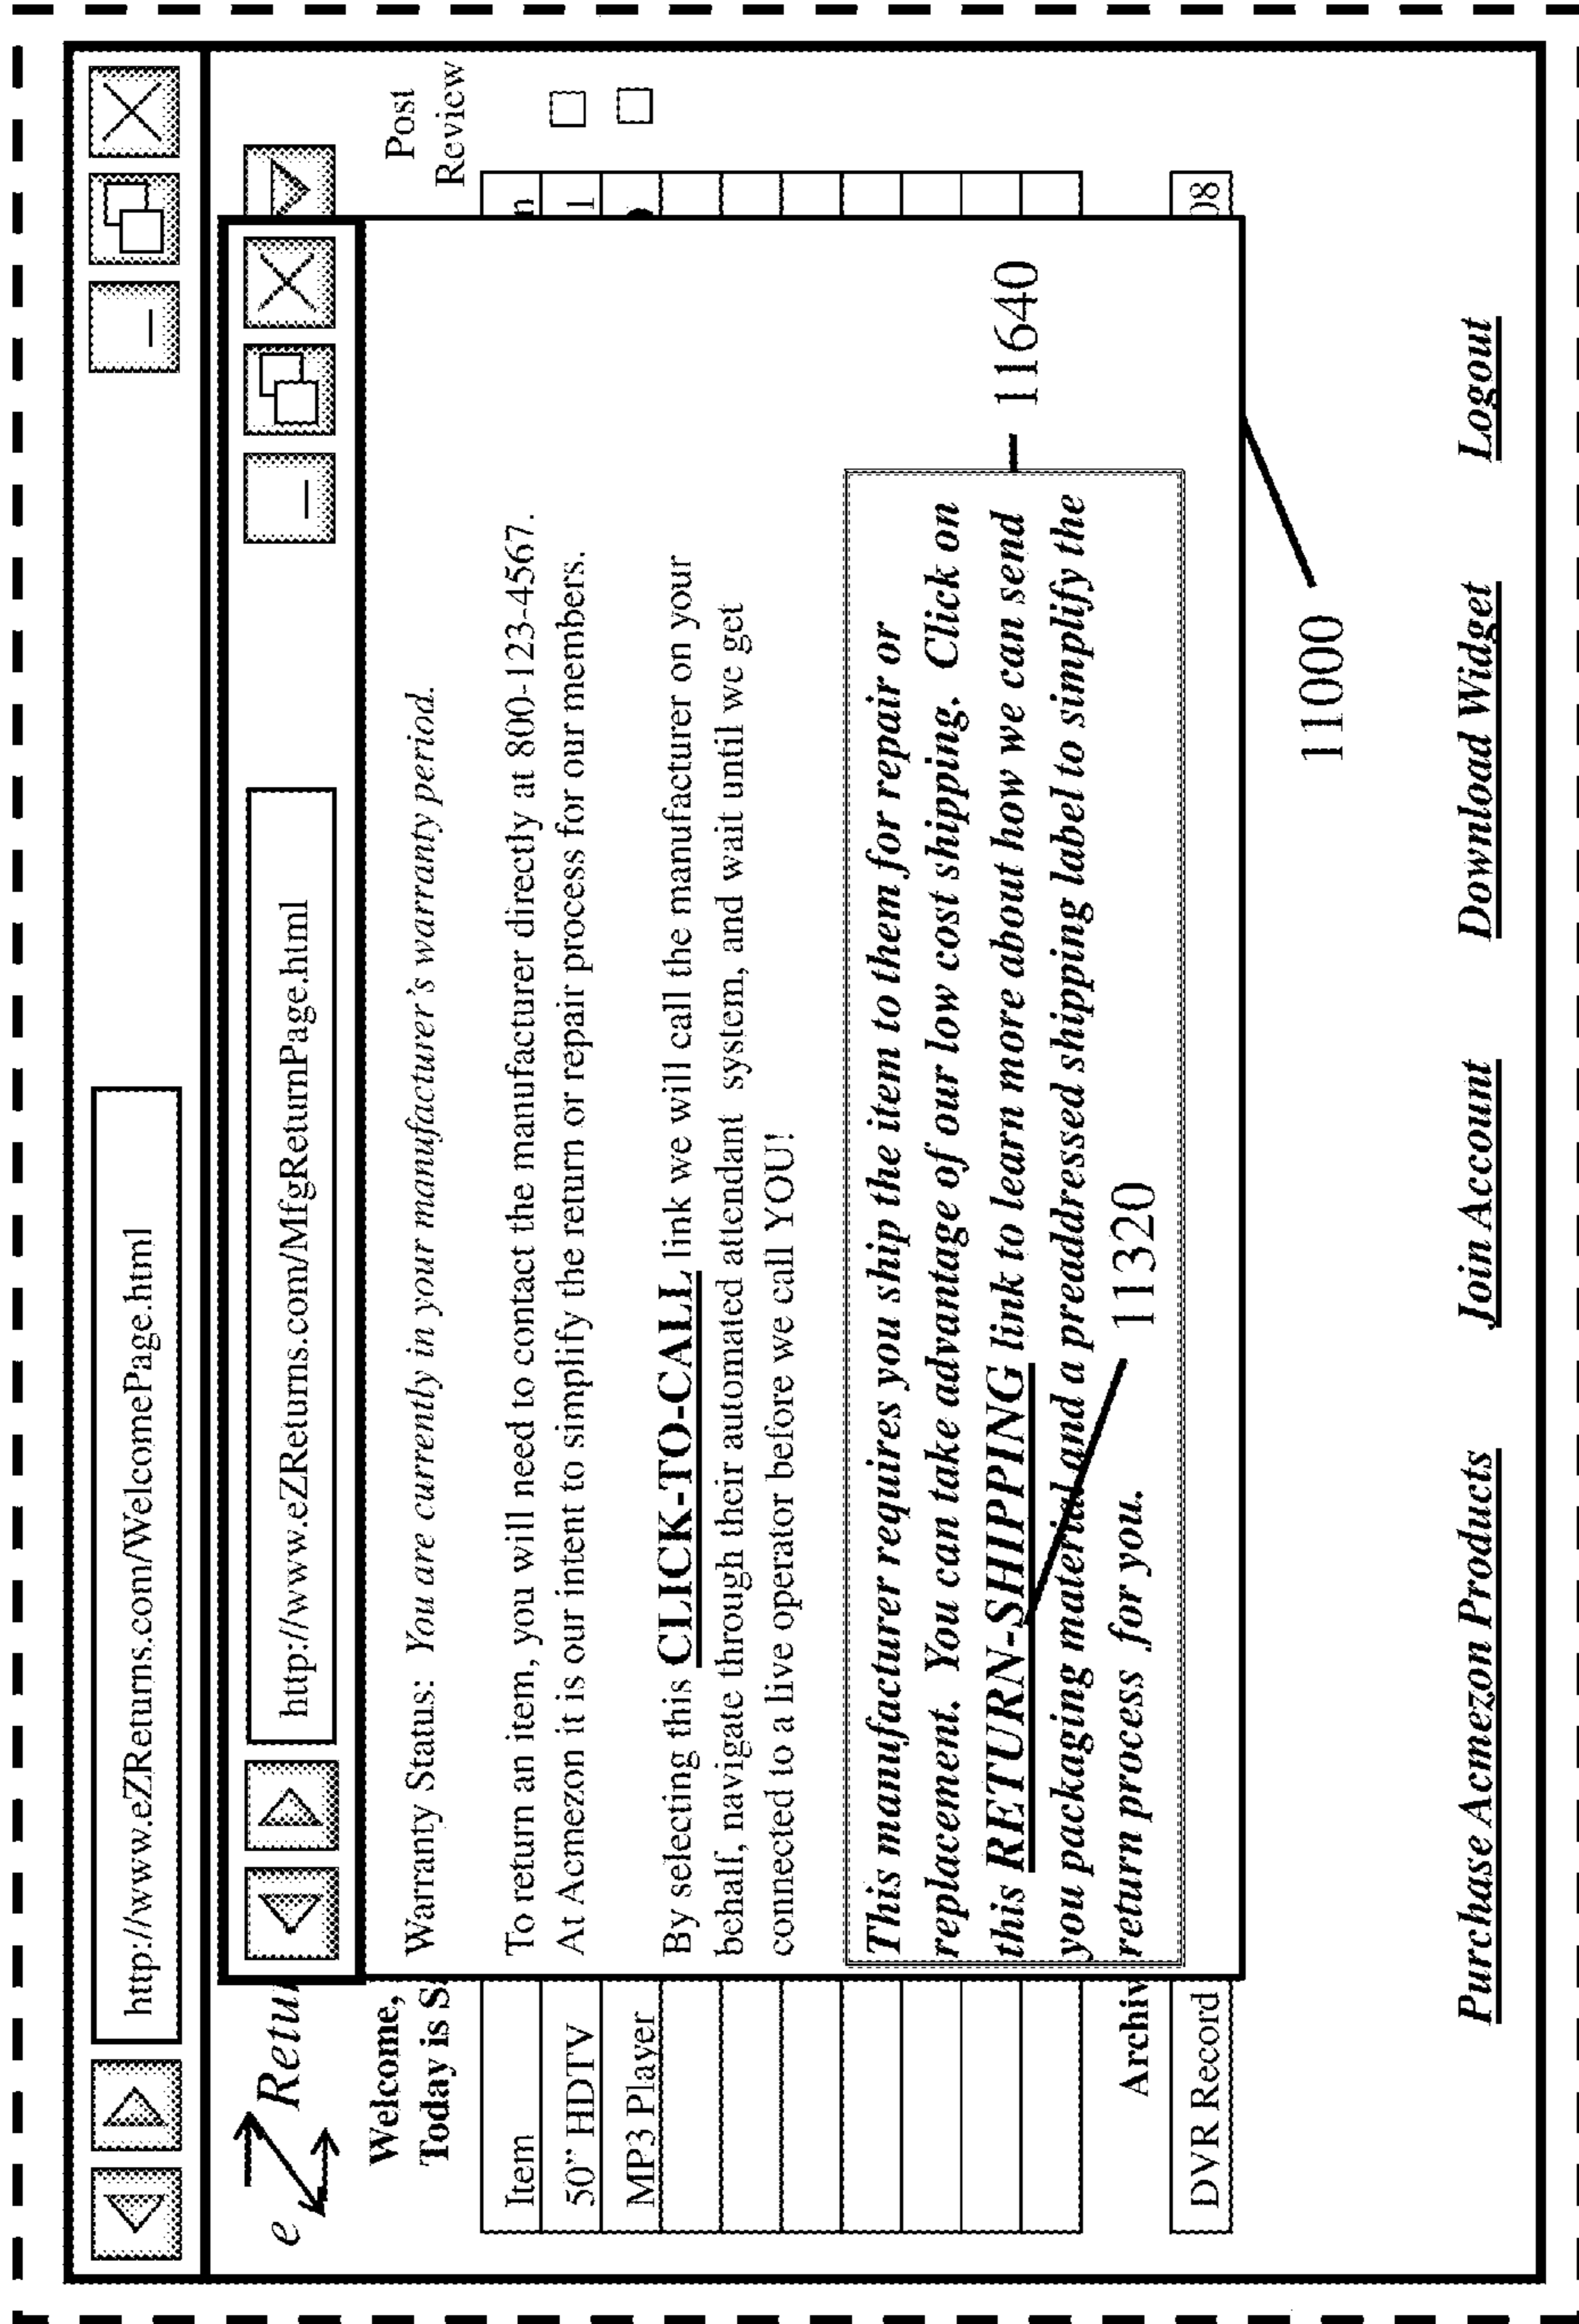 http://www.eZReturns.com/WelcomePage.html
e Z Retur
http://www.eZReturns.com/MfgReturnPage.html
Welcome,
Today is S
Post
Review
Item
n
50” HDTV
1
MP3 Player
Archiv
DVR Record
08
Warranty Status: You are currently in your manufacturer’s warranty period.
To return an item, you will need to contact the manufacturer directly at 800-123-4567.
At Acmezon it is our intent to simplify the return or repair process for our members.
By selecting this CLICK-TO-CALL link we will call the manufacturer on your
behalf, navigate through their automated attendant system, and wait until we get
connected to a live operator before we call YOU!
This manufacturer requires you ship the item to them for repair or
replacement. You can take advantage of our low cost shipping. Click on
this RETURN-SHIPPING link to learn more about how we can send
you packaging material and a preaddressed shipping label to simplify the
return process for you.
11640
11320
11000
Purchase Acmezon Products
Join Account
Download Widget
Logout